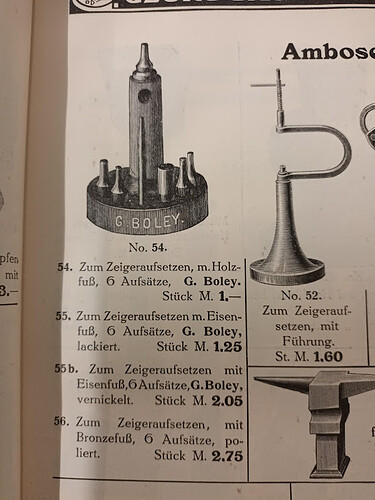 Ambos
G. BOLEY.
No. 54.
54. Zum Zeigeraufsetzen, m. Holz-
fuß, 6 Aufsätze, G. Boley.
Stück M. 1.—
55. Zum Zeigeraufsetzen m. Eisen-
fuß, 6 Aufsätze, G. Boley,
lackiert. Stück M. 1.25
55b. Zum Zeigeraufsetzen mit
Eisenfuß, 6 Aufsätze, G. Boley,
vernickelt. Stück M. 2.05
56. Zum Zeigeraufsetzen, mit
Bronzefuß, 6 Aufsätze, po-
liert. Stück M. 2.75
No. 52.
Zum Zeigerauf-
setzen, mit
Führung.
St. M. 1.60
pfen
mit
3.—